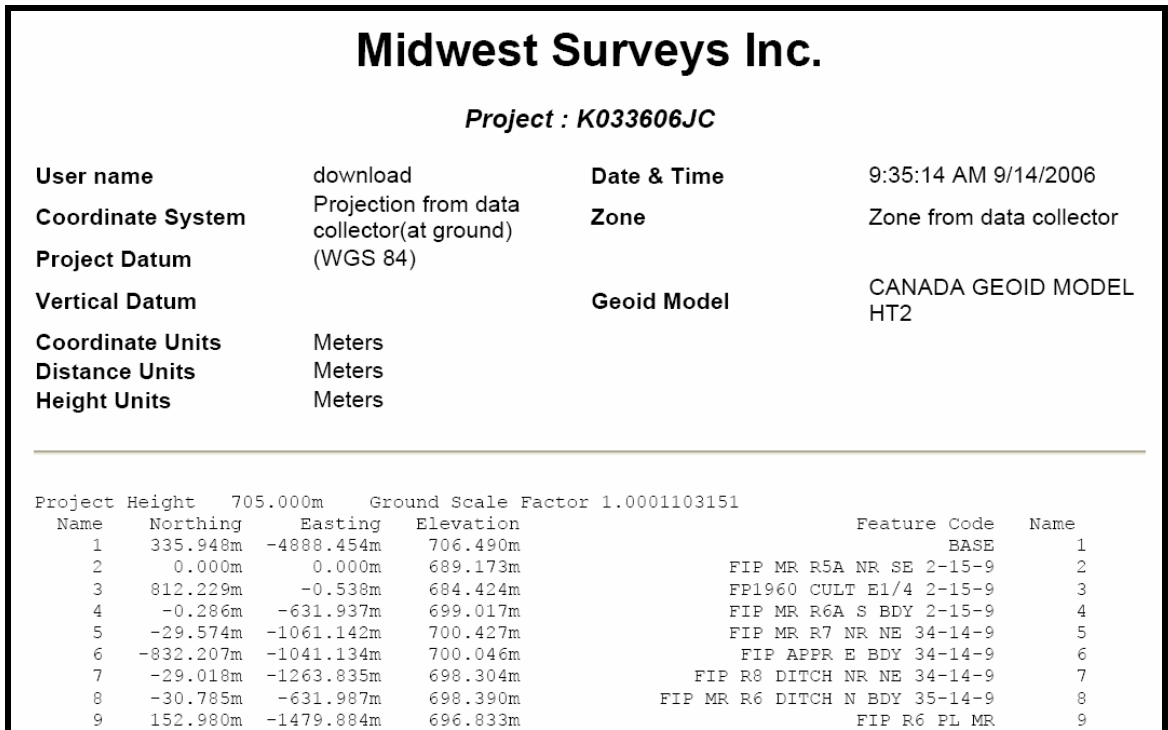 Midwest Surveys Inc.
Project : K033606JC
User name download Date & Time 9:35:14 AM 9/14/2006
Coordinate System Projection from data collector(at ground) Zone Zone from data collector
Project Datum (WGS 84)
Vertical Datum Geoid Model CANADA GEOID MODEL HT2
Coordinate Units Meters
Distance Units Meters
Height Units Meters
Project Height 705.000m Ground Scale Factor 1.0001103151
Name Northing Easting Elevation Feature Code Name
1 335.948m -4888.454m 706.490m BASE 1
2 0.000m 0.000m 689.173m FIP MR R5A NR SE 2-15-9 2
3 812.229m -0.538m 684.424m FP1960 CULT E1/4 2-15-9 3
4 -0.286m -631.937m 699.017m FIP MR R6A S BDY 2-15-9 4
5 -29.574m -1061.142m 700.427m FIP MR R7 NR NE 34-14-9 5
6 -832.207m -1041.134m 700.046m FIP APPR E BDY 34-14-9 6
7 -29.018m -1263.835m 698.304m FIP R8 DITCH NR NE 34-14-9 7
8 -30.785m -631.987m 698.390m FIP MR R6 DITCH N BDY 35-14-9 8
9 152.980m -1479.884m 696.833m FIP R6 PL MR 9